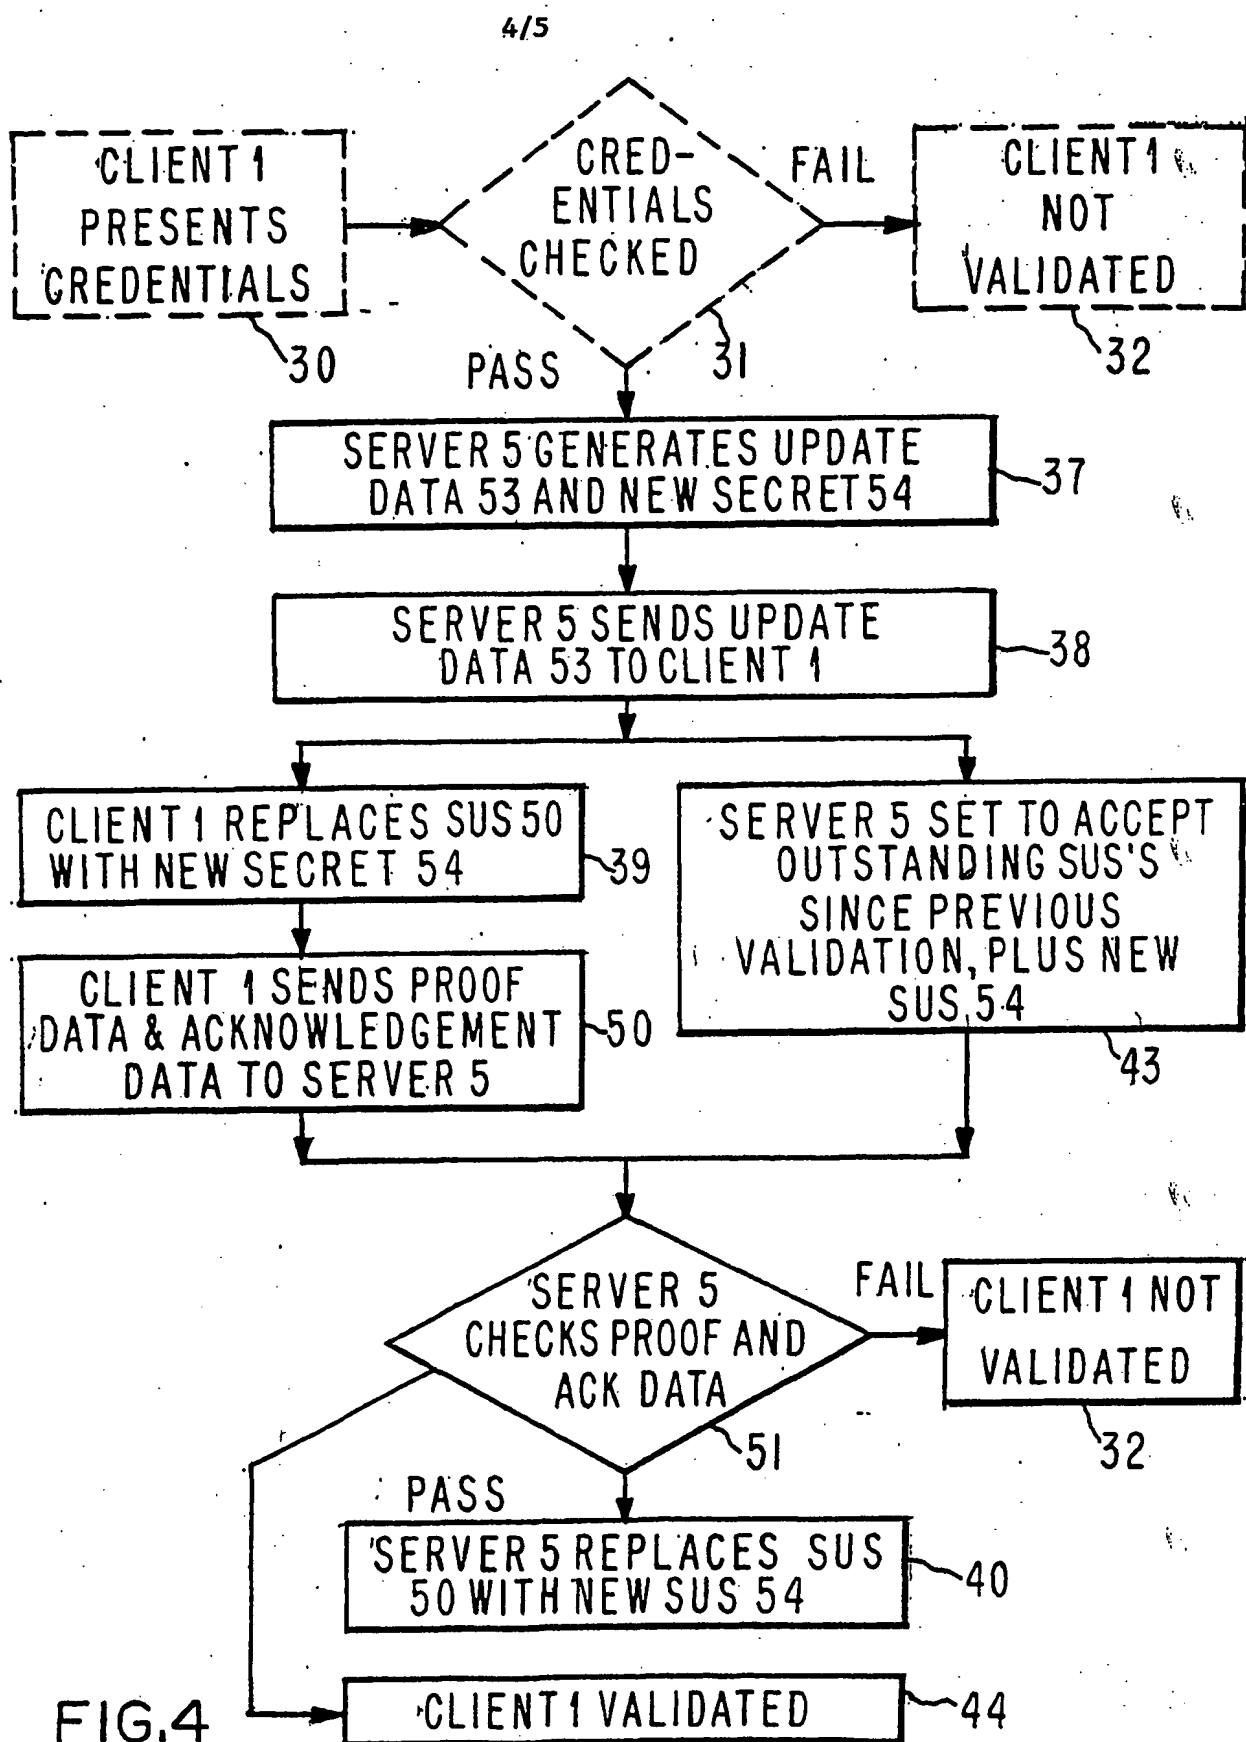 4/5
CLIENT 1
PRESENTS
CREDENTIALS
30
CRED-
ENTIALS
CHECKED
31
FAIL
CLIENT 1
NOT
VALIDATED
32
PASS
SERVER 5 GENERATES UPDATE
DATA 53 AND NEW SECRET 54
37
SERVER 5 SENDS UPDATE
DATA 53 TO CLIENT 1
38
CLIENT 1 REPLACES SUS 50
WITH NEW SECRET 54
39
SERVER 5 SET TO ACCEPT
OUTSTANDING SUS'S
SINCE PREVIOUS
VALIDATION, PLUS NEW
SUS 54
43
CLIENT 1 SENDS PROOF
DATA & ACKNOWLEDGEMENT
DATA TO SERVER 5
50
SERVER 5
CHECKS PROOF AND
ACK DATA
51
FAIL
CLIENT 1 NOT
VALIDATED
32
PASS
SERVER 5 REPLACES SUS
50 WITH NEW SUS 54
40
CLIENT 1 VALIDATED
44
FIG.4